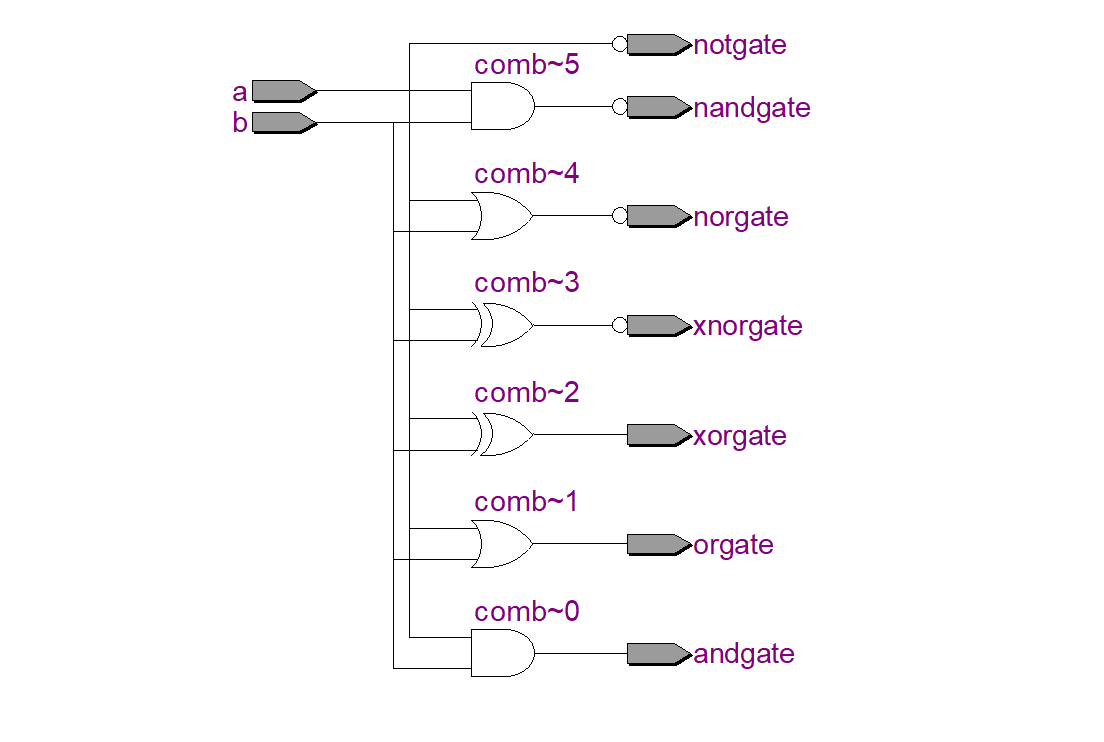 notgate
comb~5
a
nandgate
b
comb~4
norgate
comb~3
xnorgate
comb~2
xorgate
comb~1
orgate
comb~0
andgate